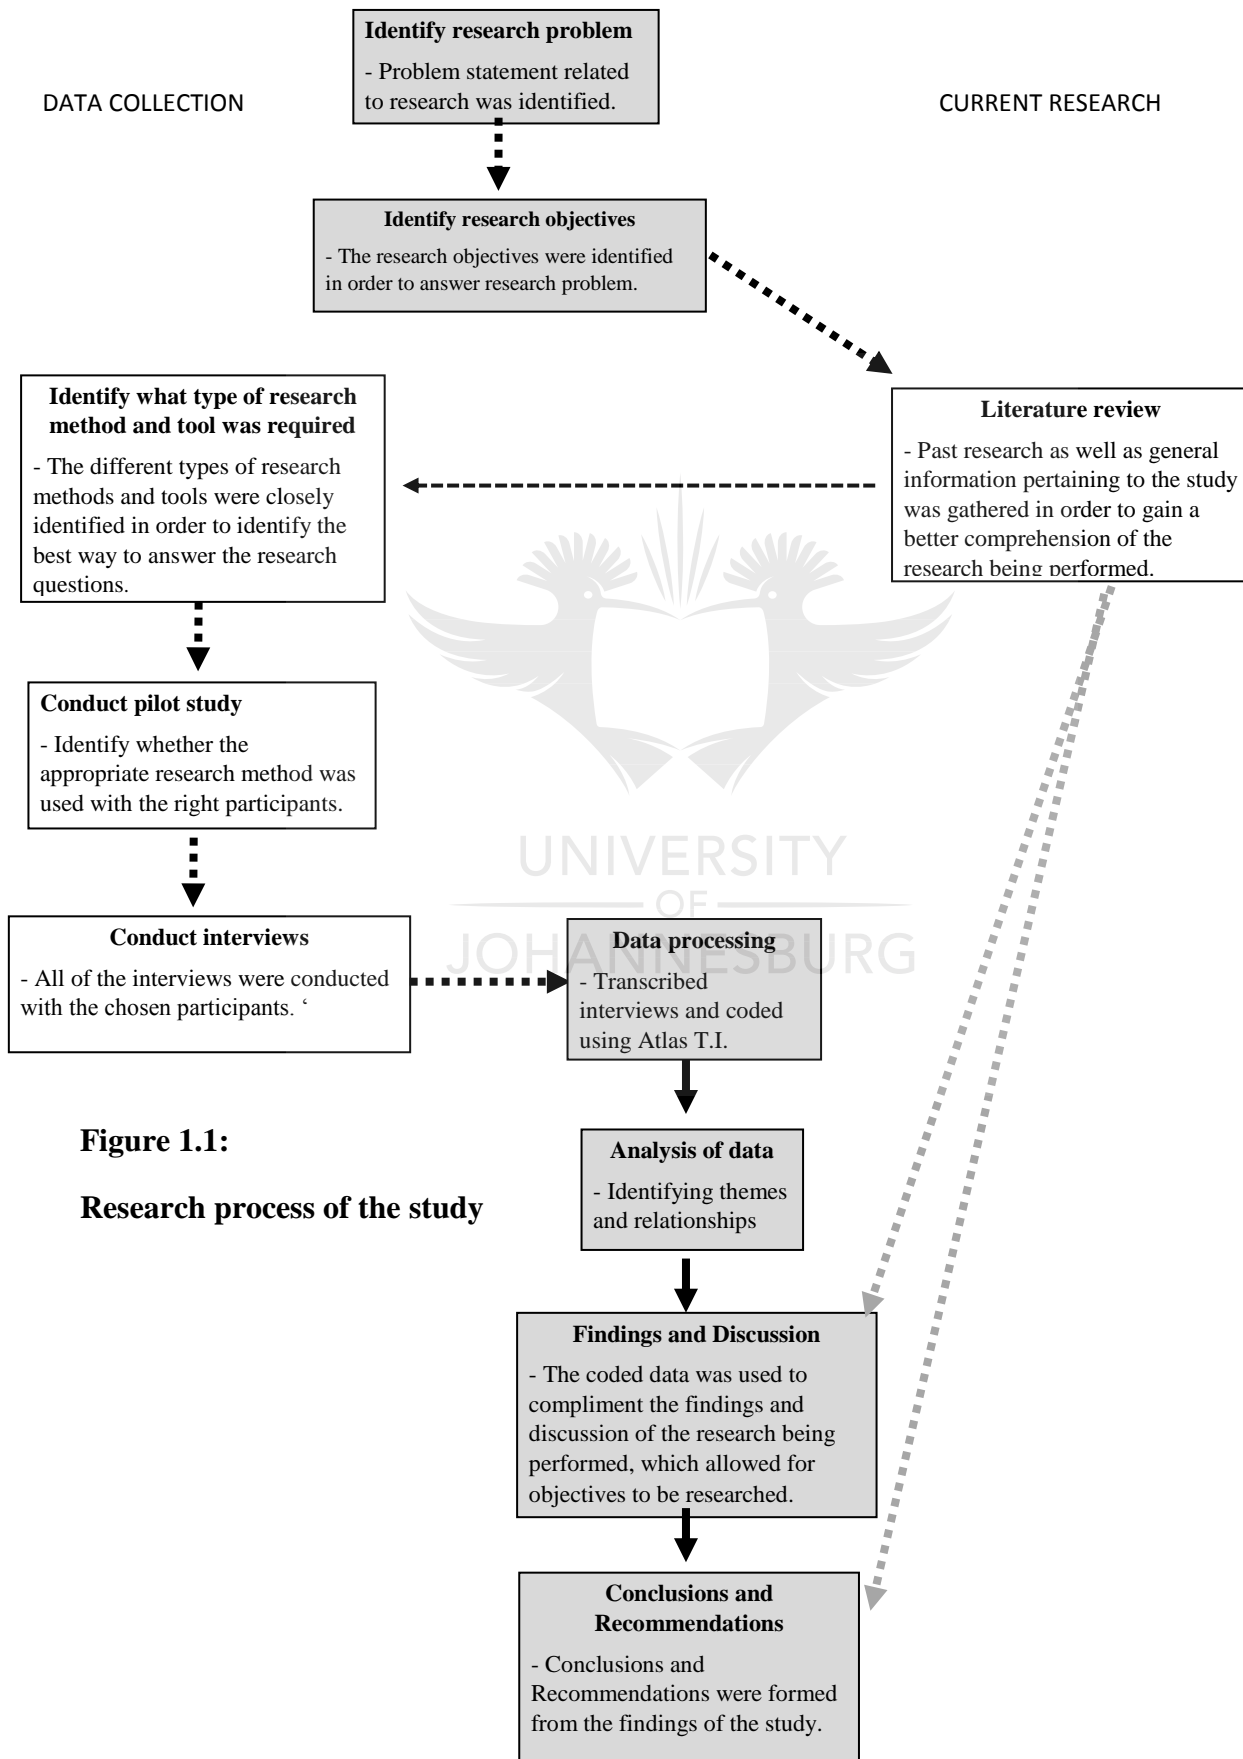 Identify research problem
- Problem statement related
to research was identified.
DATA COLLECTION
CURRENT RESEARCH
Identify research objectives
- The research objectives were identified
in order to answer research problem.
Identify what type of research
method and tool was required
- The different types of research
methods and tools were closely
identified in order to identify the
best way to answer the research
questions.
Literature review
- Past research as well as general
information pertaining to the study
was gathered in order to gain a
better comprehension of the
research being performed.
Conduct pilot study
- Identify whether the
appropriate research method was
used with the right participants.
UNIVERSITY
OF
JOHANNESBURG
Conduct interviews
- All of the interviews were conducted
with the chosen participants. ‘
Data processing
- Transcribed
interviews and coded
using Atlas T.I.
Figure 1.1:
Research process of the study
Analysis of data
- Identifying themes
and relationships
Findings and Discussion
- The coded data was used to
compliment the findings and
discussion of the research being
performed, which allowed for
objectives to be researched.
Conclusions and
Recommendations
- Conclusions and
Recommendations were formed
from the findings of the study.